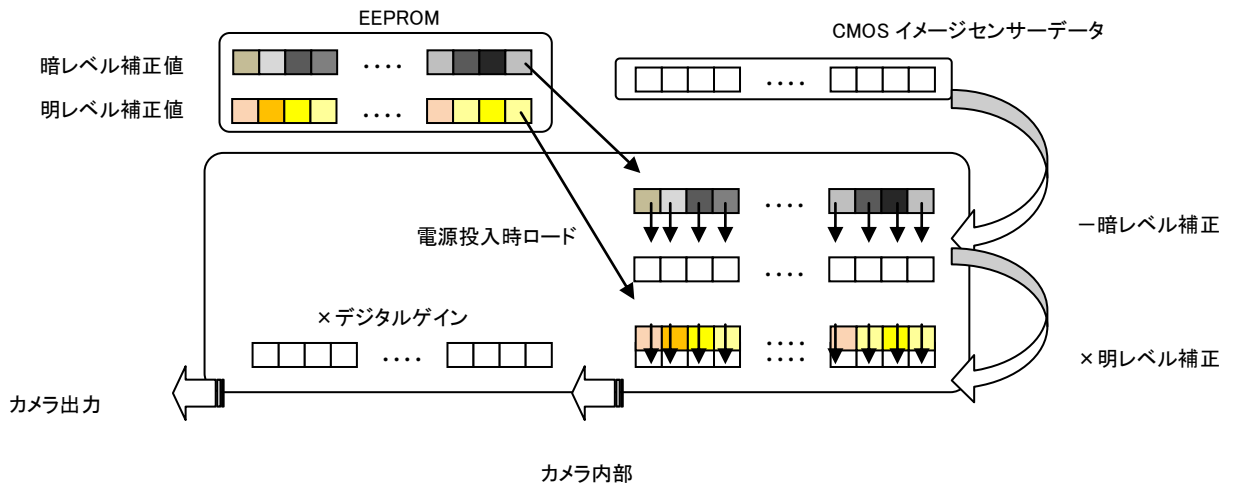 EEPROM
CMOS イメージセンサーデータ
暗レベル補正値
明レベル補正値
電源投入時ロード
－暗レベル補正
×デジタルゲイン
×明レベル補正
カメラ出力
カメラ内部